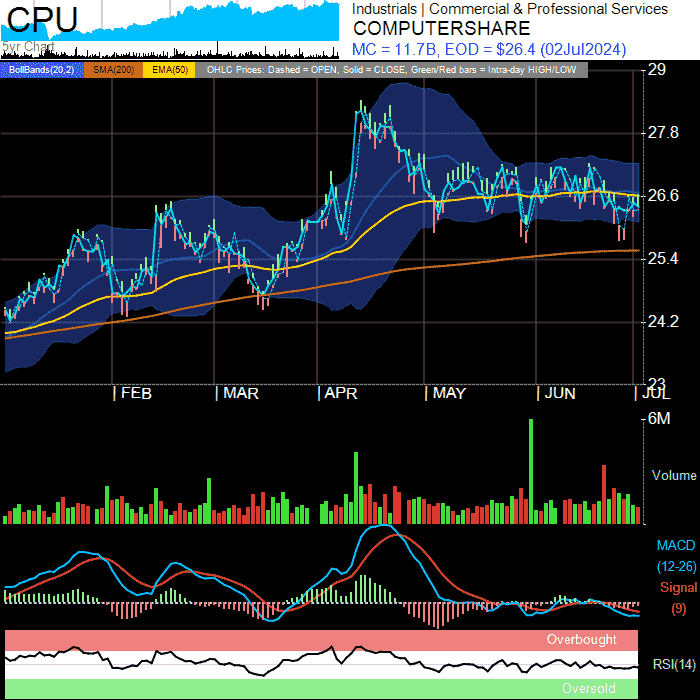 CPU
Industrials | Commercial & Professional Services
COMPUTERSHARE
MC = 11.7B, EOD = $26.4 (02Jul2024)
5yr Chart
BollBands(20,2) SMA(200) EMA(50) OHLC Prices: Dashed = OPEN, Solid = CLOSE, Green/Red bars = Intra-day HIGH/LOW
29
27.8
26.6
25.4
24.2
23
| FEB | MAR | APR | MAY | JUN | JUL
6M
Volume
MACD
(12-26)
Signal
(9)
Overbought
RSI(14)
Oversold